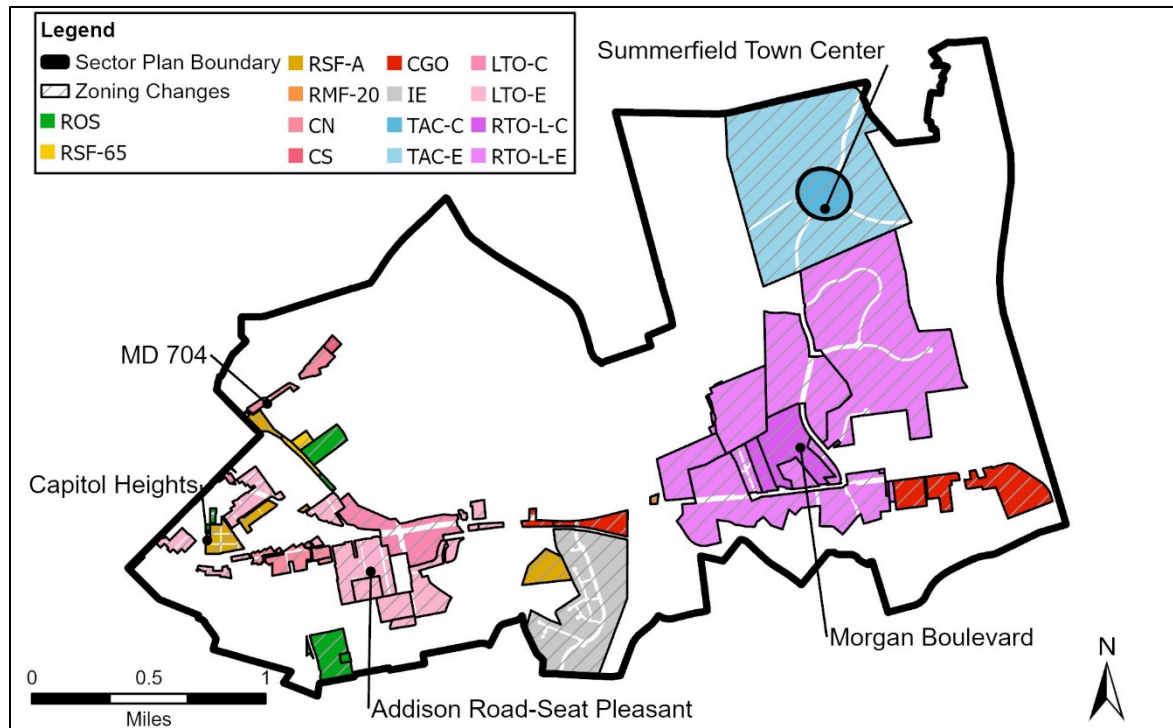 Legend
Sector Plan Boundary
Zoning Changes
ROS
RSF-65
RSF-A
RMF-20
CN
CS
CGO
IE
TAC-C
TAC-E
LTO-C
LTO-E
RTO-L-C
RTO-L-E
Summerfield Town Center
MD 704
Capitol Heights
Morgan Boulevard
Addison Road-Seat Pleasant
0 0.5 1
Miles
N